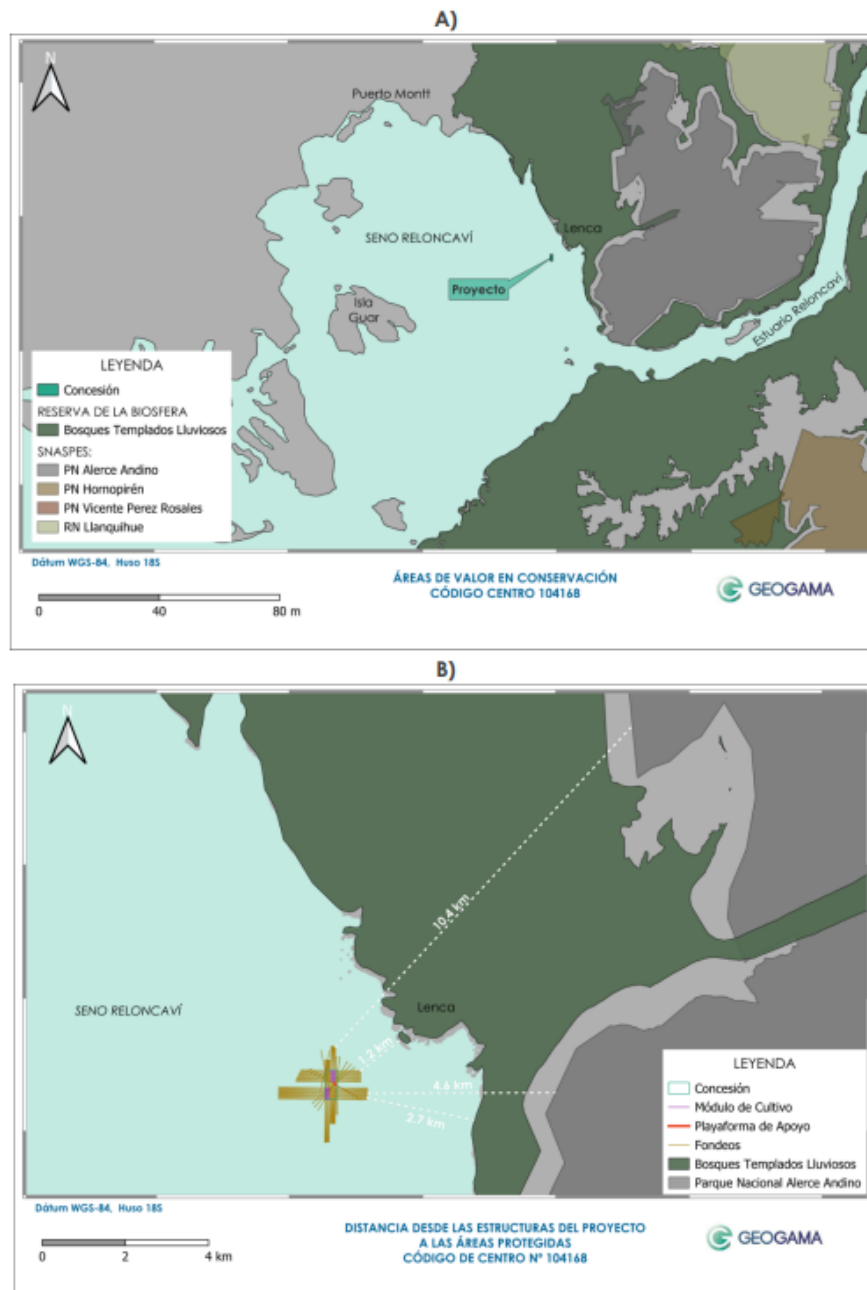 A)
N
Puerto Montt
SENO RELONCAVÍ
Lenca
Proyecto
Isla
Guar
Estuario Reloncaví
LEYENDA
Concesión
RESERVA DE LA BIOSFERA
Bosques Templados Lluviosos
SNASPES:
PN Alerce Andino
PN Hornopirén
PN Vicente Perez Rosales
RN Llanquihue
Dátum WGS-84, Huso 18S
0 40 80 m
ÁREAS DE VALOR EN CONSERVACIÓN
CÓDIGO CENTRO 104168
GEOGAMA
B)
N
10.4 km
SENO RELONCAVÍ
Lenca
1.2 km
4.6 km
2.7 km
LEYENDA
Concesión
Módulo de Cultivo
Playaforma de Apoyo
Fondeos
Bosques Templados Lluviosos
Parque Nacional Alerce Andino
Dátum WGS-84, Huso 18S
0 2 4 km
DISTANCIA DESDE LAS ESTRUCTURAS DEL PROYECTO
A LAS ÁREAS PROTEGIDAS
CÓDIGO DE CENTRO N° 104168
GEOGAMA